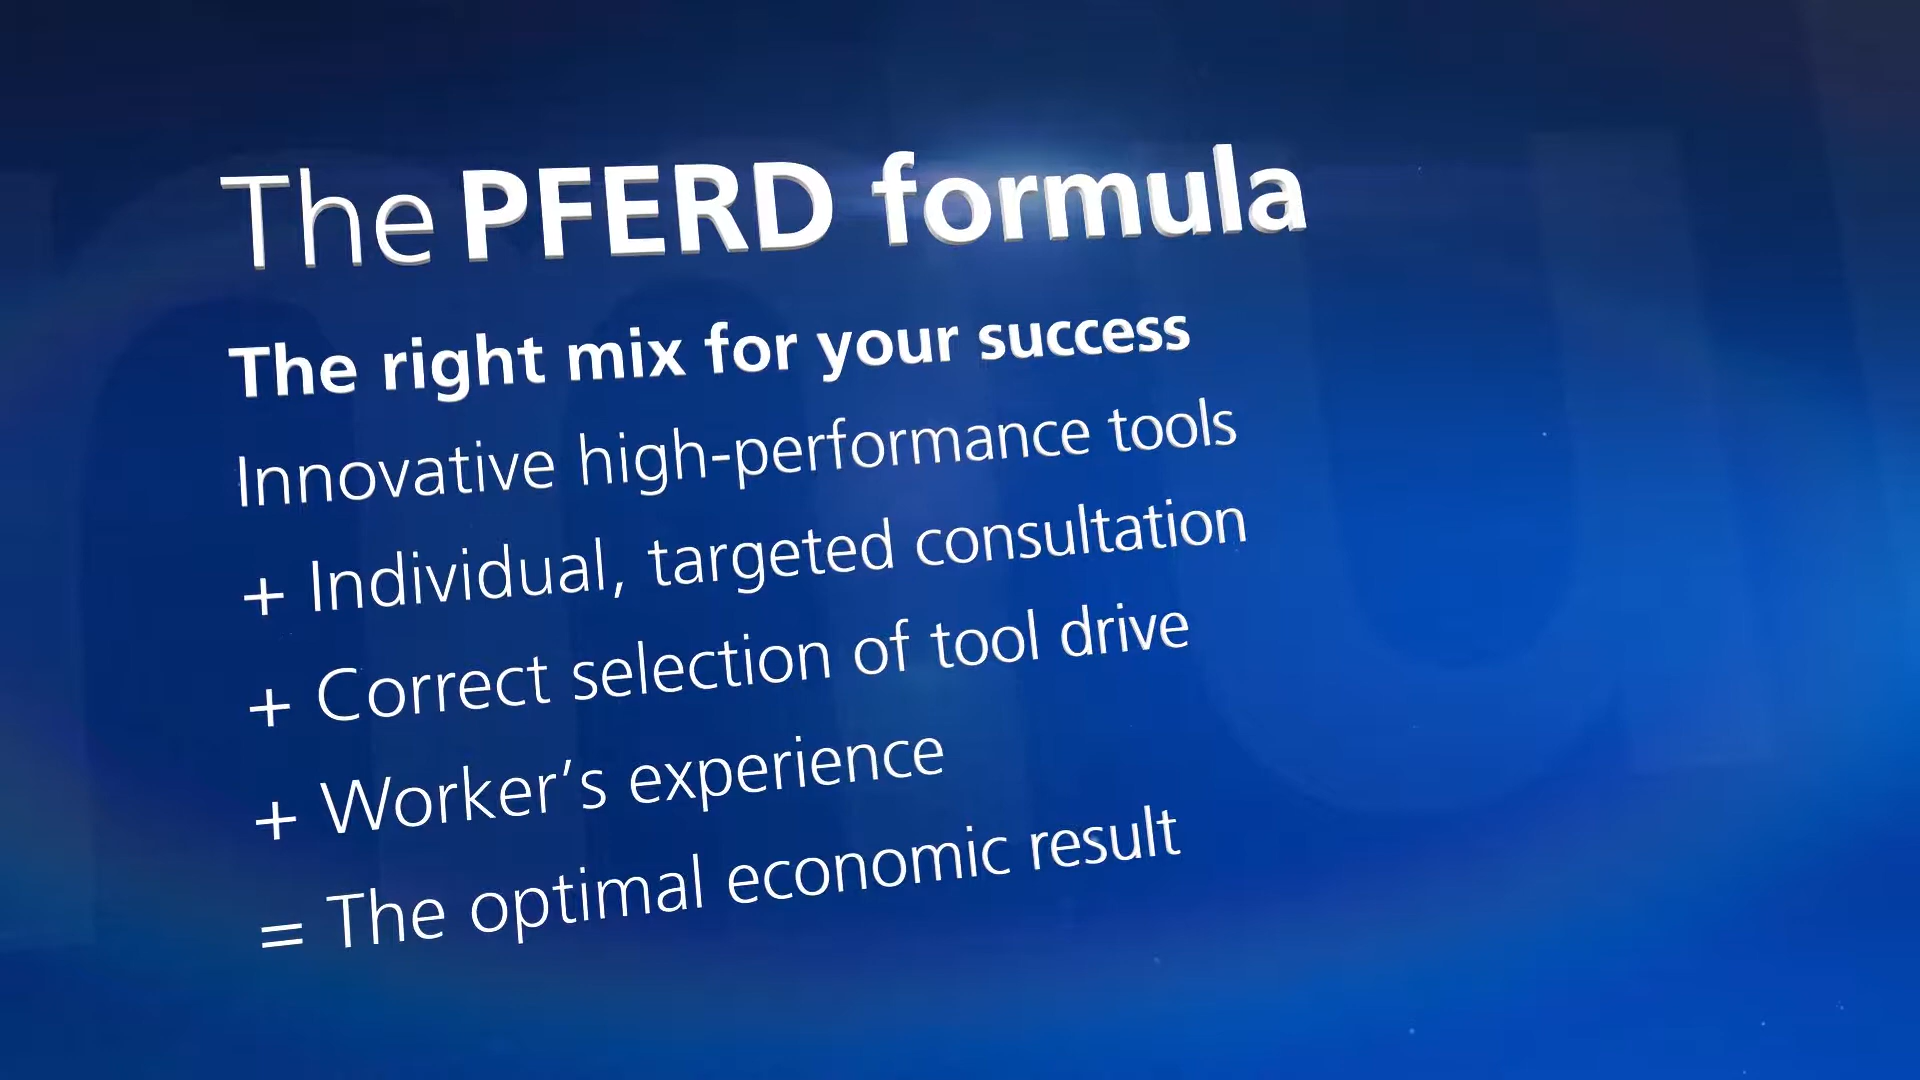 The PFERD formula
The right mix for your success
Innovative high-performance tools
+ Individual, targeted consultation
+ Correct selection of tool drive
+ Worker’s experience
= The optimal economic result